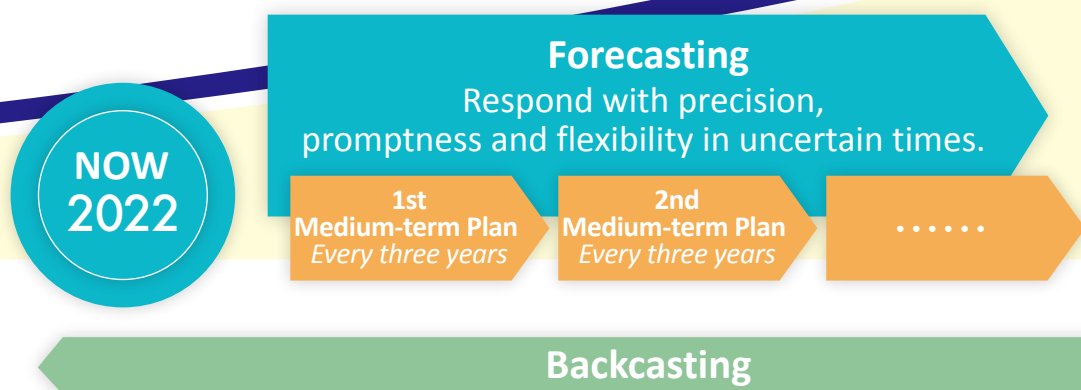 Forecasting
Respond with precision,
promptness and flexibility in uncertain times.
NOW
2022
1st
Medium-term Plan
Every three years
2nd
Medium-term Plan
Every three years
······
Backcasting